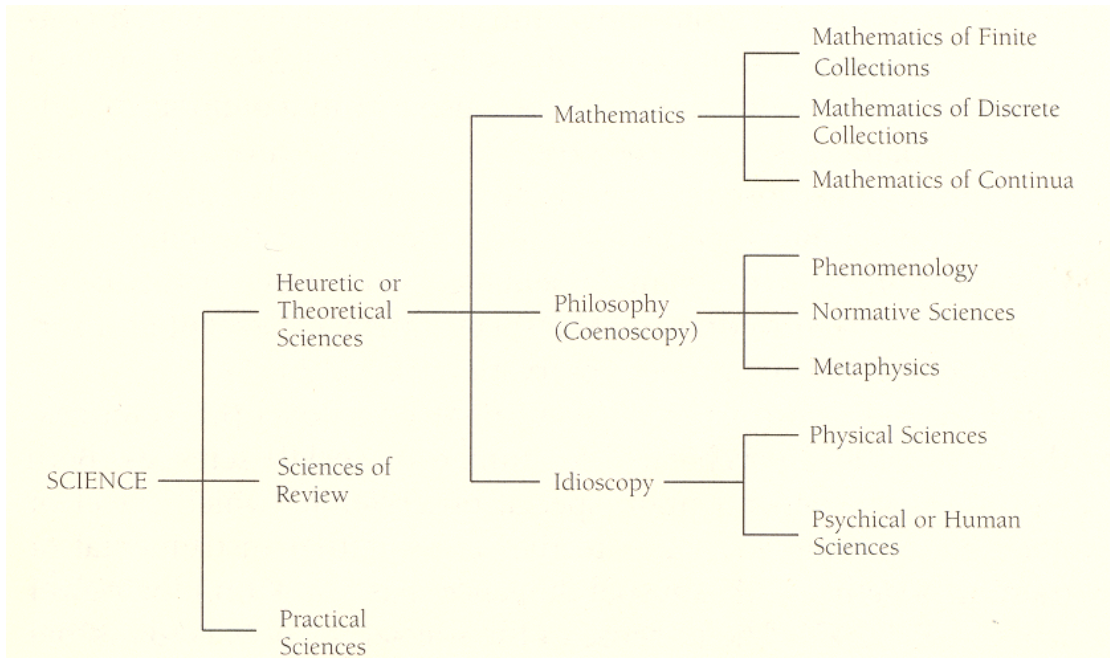 Mathematics of Finite
Collections
Mathematics
Mathematics of Discrete
Collections
Mathematics of Continua
Heuretic or
Theoretical
Sciences
Philosophy
(Coenoscopy)
Phenomenology
Normative Sciences
Metaphysics
Physical Sciences
SCIENCE
Sciences of
Review
Idioscopy
Psychical or Human
Sciences
Practical
Sciences